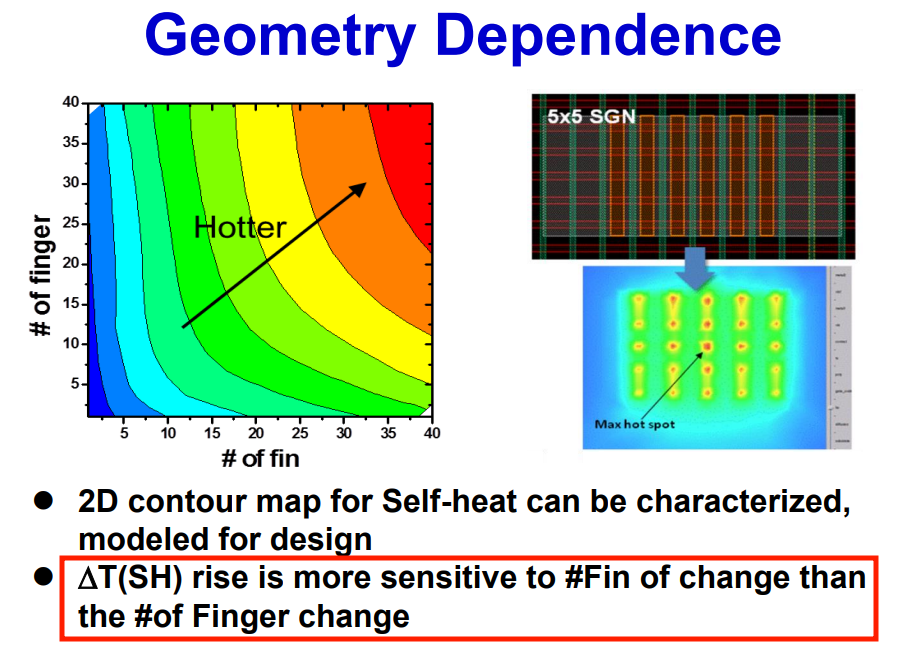 Geometry Dependence
40
35
30
25
20
15
10
5
# of finger
Hotter
5 10 15 20 25 30 35 40
# of fin
5x5 SGN
Max hot spot
● 2D contour map for Self-heat can be characterized,
modeled for design
● ΔT(SH) rise is more sensitive to #Fin of change than
the #of Finger change